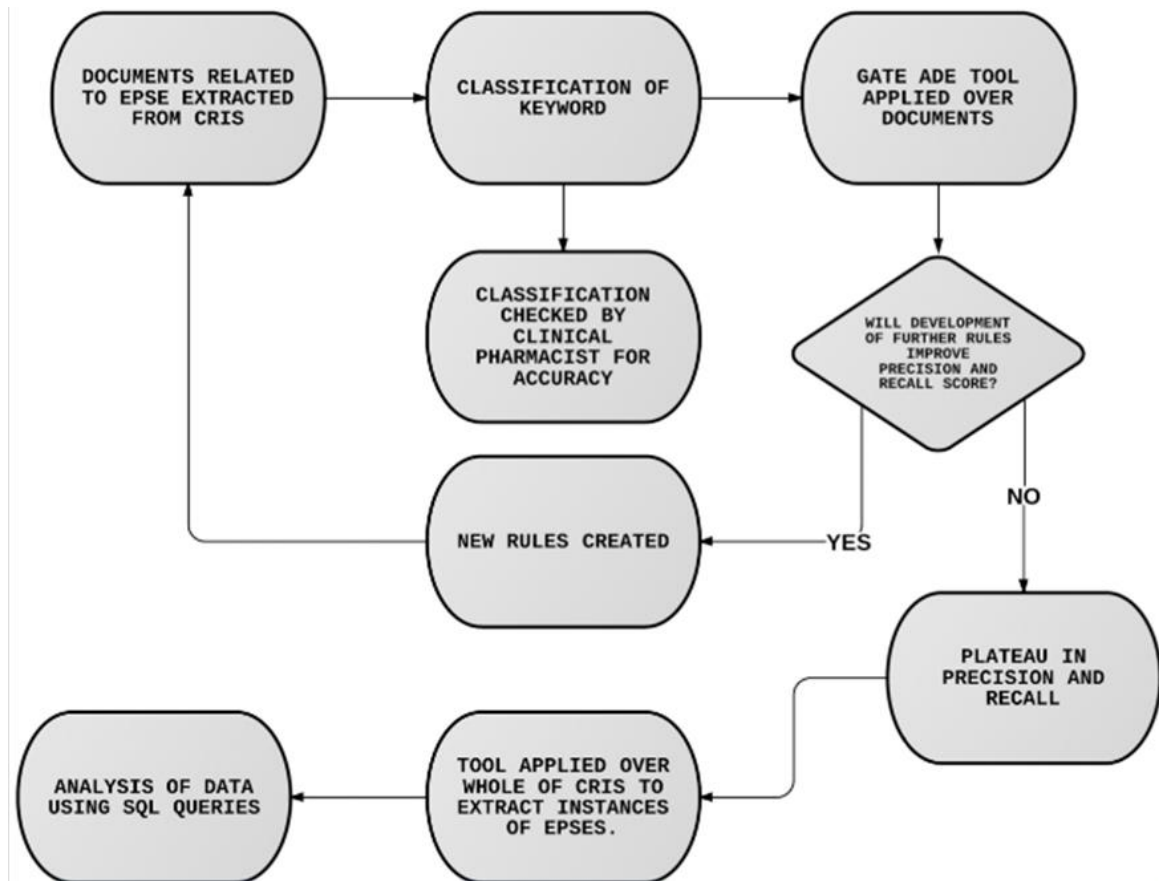 DOCUMENTS RELATED
TO EPSE EXTRACTED
FROM CRIS
CLASSIFICATION OF
KEYWORD
GATE ADE TOOL
APPLIED OVER
DOCUMENTS
CLASSIFICATION
CHECKED BY
CLINICAL
PHARMACIST FOR
ACCURACY
WILL DEVELOPMENT
OF FURTHER RULES
IMPROVE
PRECISION AND
RECALL SCORE?
NO
YES
NEW RULES CREATED
PLATEAU IN
PRECISION AND
RECALL
TOOL APPLIED OVER
WHOLE OF CRIS TO
EXTRACT INSTANCES
OF EPSES.
ANALYSIS OF DATA
USING SQL QUERIES